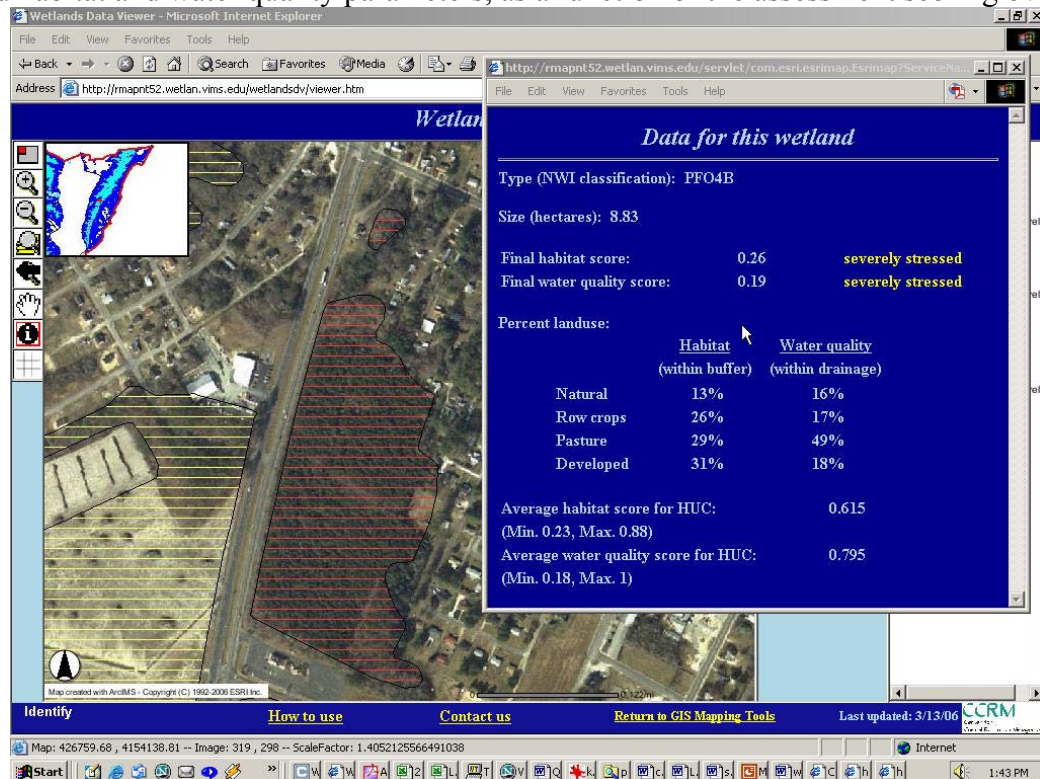 Wetlands Data Viewer - Microsoft Internet Explorer
File Edit View Favorites Tools Help
Back Search Favorites Media
Address http://rmapnt52.wetlan.vims.edu/wetlandsdv/viewer.htm
Wetlan
http://rmapnt52.wetlan.vims.edu/servlet/com.esri.esrimap.Esrimap?ServiceNa...
File Edit View Favorites Tools Help
Data for this wetland
Type (NWI classification): PFO4B
Size (hectares): 8.83
Final habitat score: 0.26 severely stressed
Final water quality score: 0.19 severely stressed
Percent landuse:
Habitat Water quality
(within buffer) (within drainage)
Natural 13% 16%
Row crops 26% 17%
Pasture 29% 49%
Developed 31% 18%
Average habitat score for HUC: 0.615
(Min. 0.23, Max. 0.88)
Average water quality score for HUC: 0.795
(Min. 0.18, Max. 1)
Map created with ArcIMS - Copyright (C) 1992-2006 ESRI Inc.
0 0.122mi
Identify How to use Contact us Return to GIS Mapping Tools Last updated: 3/13/06 CCRM
Map: 426759.68 , 4154138.81 -- Image: 319 , 298 -- ScaleFactor: 1.4052125566491038 Internet
Start 1:43 PM